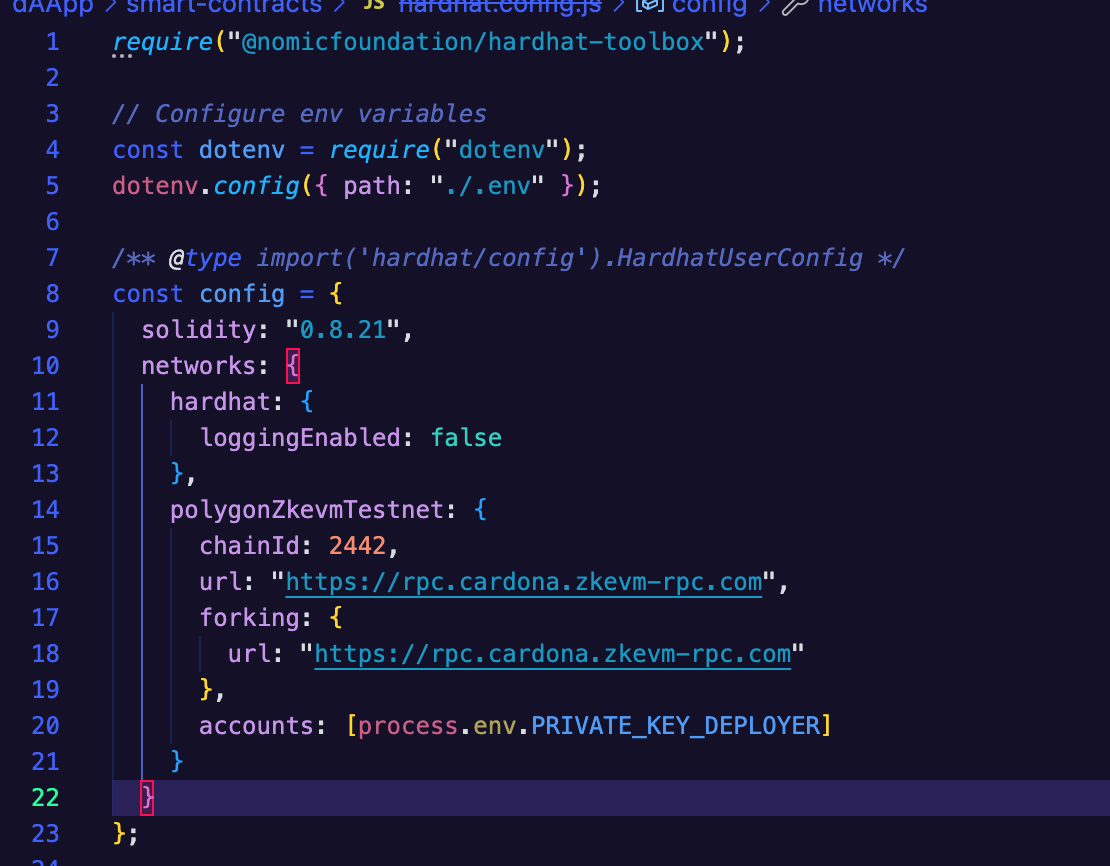 dAApp > smart-contracts > JS hardhat.config.js > config > networks
1 require("@nomicfoundation/hardhat-toolbox");
2
3 // Configure env variables
4 const dotenv = require("dotenv");
5 dotenv.config({ path: "./.env" });
6
7 /** @type import('hardhat/config').HardhatUserConfig */
8 const config = {
9 solidity: "0.8.21",
10 networks: {
11 hardhat: {
12 loggingEnabled: false
13 },
14 polygonZkevmTestnet: {
15 chainId: 2442,
16 url: "https://rpc.cardona.zkevm-rpc.com",
17 forking: {
18 url: "https://rpc.cardona.zkevm-rpc.com"
19 },
20 accounts: [process.env.PRIVATE_KEY_DEPLOYER]
21 }
22 }
23 };
24